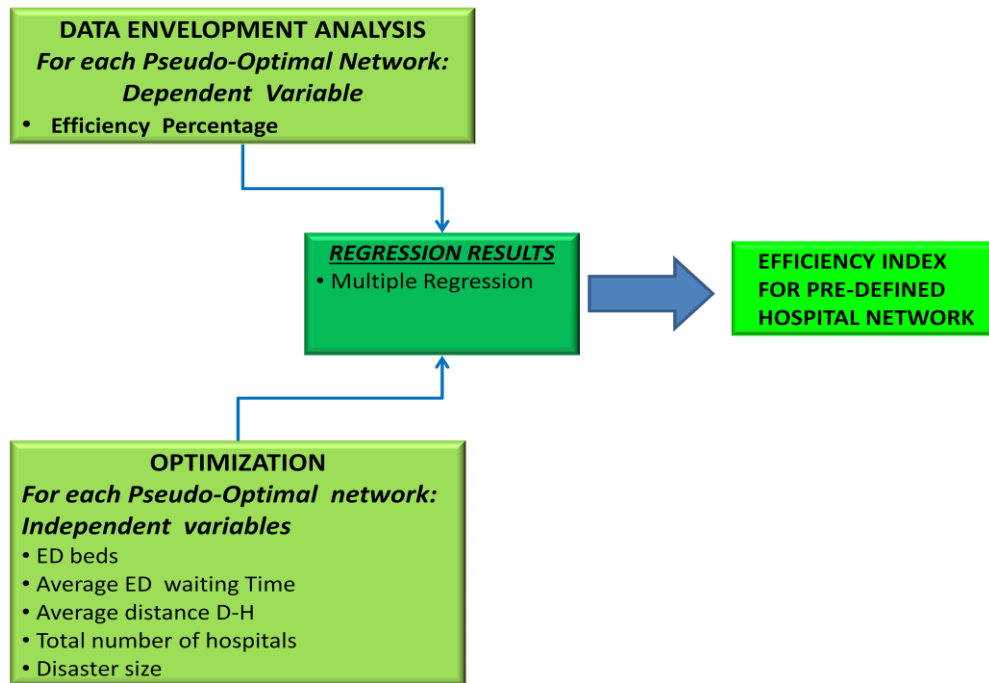 DATA ENVELOPMENT ANALYSIS
For each Pseudo-Optimal Network:
Dependent Variable
• Efficiency Percentage
REGRESSION RESULTS
• Multiple Regression
EFFICIENCY INDEX
FOR PRE-DEFINED
HOSPITAL NETWORK
OPTIMIZATION
For each Pseudo-Optimal network:
Independent variables
• ED beds
• Average ED waiting Time
• Average distance D-H
• Total number of hospitals
• Disaster size